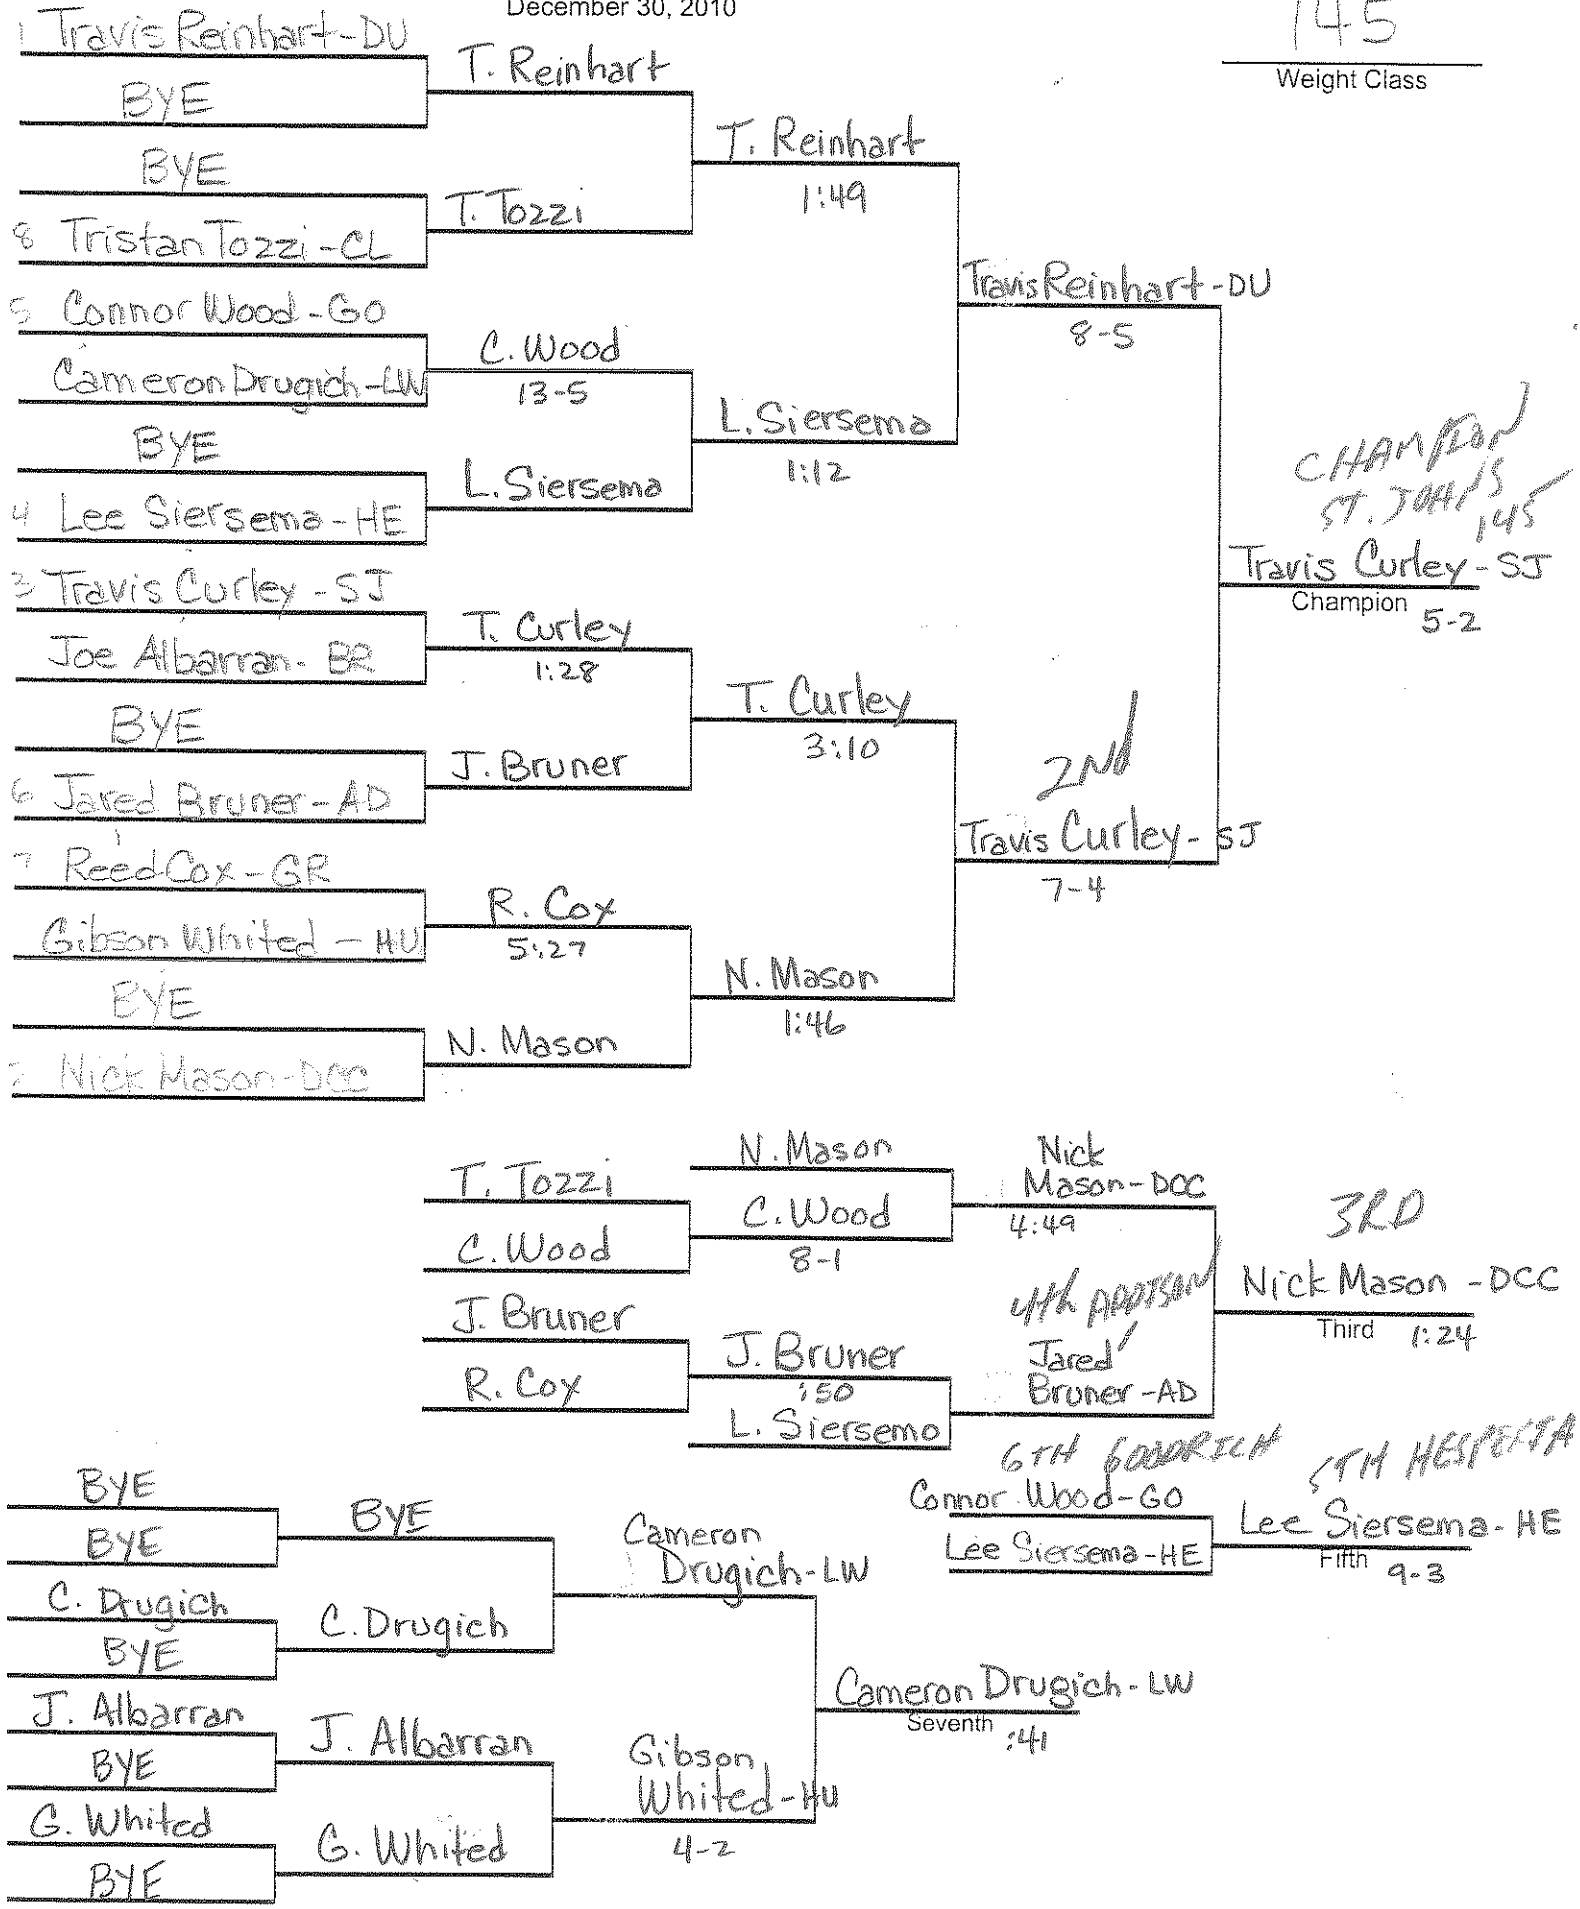 December 30, 2010
145
Weight Class
1 Travis Reinhart-DU
BYE
BYE
8 Tristan Tozzi-CL
5 Connor Wood-GO
Cameron Drugich-LW
BYE
4 Lee Siersema-HE
3 Travis Curley-SJ
Joe Albarran-BR
BYE
6 Jared Bruner-AD
7 Reed Cox-GR
Gibson Whited-HU
BYE
Nick Mason-DCC
T. Reinhart
T. Tozzi
C. Wood
13-5
L. Siersema
T. Curley
1:28
J. Bruner
R. Cox
5:27
N. Mason
T. Reinhart
1:49
L. Siersema
1:12
T. Curley
3:10
N. Mason
1:46
Travis Reinhart-DU
8-5
2Nd
Travis Curley-SJ
7-4
CHAMPION
ST. JOHNS
145
Travis Curley-SJ
Champion
5-2
T. Tozzi
C. Wood
J. Bruner
R. Cox
N. Mason
C. Wood
8-1
J. Bruner
:50
L. Siersemo
Nick
Mason-DCC
4:49
4th ADDISON
Jared
Bruner-AD
3RD
Nick Mason-DCC
Third 1:24
6TH GOODRICH
Connor Wood-GO
Lee Siersema-HE
5TH HESPERIA
Lee Siersema-HE
Fifth 9-3
BYE
BYE
C. Drugich
BYE
J. Albarran
BYE
G. Whited
BYE
BYE
C. Drugich
J. Albarran
G. Whited
Cameron
Drugich-LW
Gibson
Whited-HU
4-2
Cameron Drugich-LW
Seventh :41